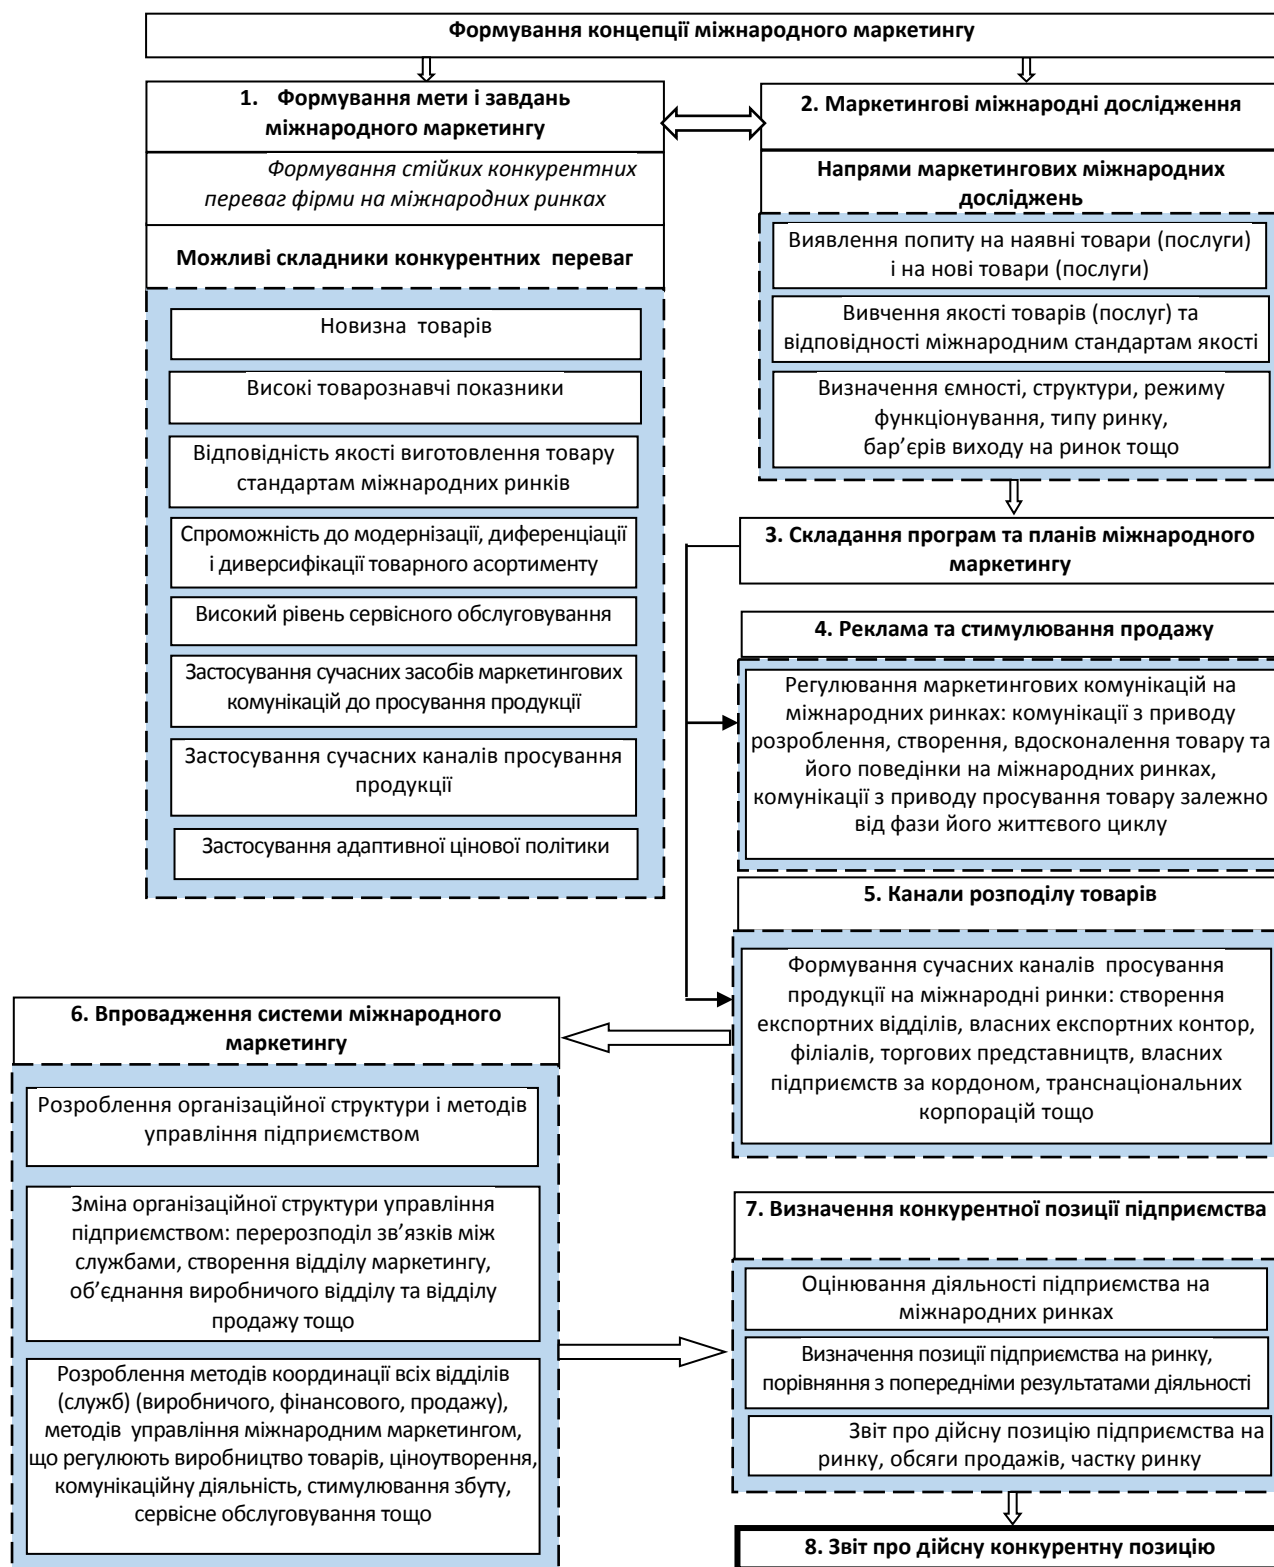 Формування концепції міжнародного маркетингу
1. Формування мети і завдань
міжнародного маркетингу
Формування стійких конкурентних
переваг фірми на міжнародних ринках
Можливі складники конкурентних переваг
Новизна товарів
Високі товарознавчі показники
Відповідність якості виготовлення товару
стандартам міжнародних ринків
Спроможність до модернізації, диференціації
і диверсифікації товарного асортименту
Високий рівень сервісного обслуговування
Застосування сучасних засобів маркетингових
комунікацій до просування продукції
Застосування сучасних каналів просування
продукції
Застосування адаптивної цінової політики
2. Маркетингові міжнародні дослідження
Напрями маркетингових міжнародних
досліджень
Виявлення попиту на наявні товари (послуги)
і на нові товари (послуги)
Вивчення якості товарів (послуг) та
відповідності міжнародним стандартам якості
Визначення ємності, структури, режиму
функціонування, типу ринку,
бар’єрів виходу на ринок тощо
3. Складання програм та планів міжнародного
маркетингу
4. Реклама та стимулювання продажу
Регулювання маркетингових комунікацій на
міжнародних ринках: комунікації з приводу
розроблення, створення, вдосконалення товару та
його поведінки на міжнародних ринках,
комунікації з приводу просування товару залежно
від фази його життєвого циклу
5. Канали розподілу товарів
Формування сучасних каналів просування
продукції на міжнародні ринки: створення
експортних відділів, власних експортних контор,
філіалів, торгових представництв, власних
підприємств за кордоном, транснаціональних
корпорацій тощо
6. Впровадження системи міжнародного
маркетингу
Розроблення організаційної структури і методів
управління підприємством
Зміна організаційної структури управління
підприємством: перерозподіл зв’язків між
службами, створення відділу маркетингу,
об’єднання виробничого відділу та відділу
продажу тощо
Розроблення методів координації всіх відділів
(служб) (виробничого, фінансового, продажу),
методів управління міжнародним маркетингом,
що регулюють виробництво товарів, ціноутворення,
комунікаційну діяльність, стимулювання збуту,
сервісне обслуговування тощо
7. Визначення конкурентної позиції підприємства
Оцінювання діяльності підприємства на
міжнародних ринках
Визначення позиції підприємства на ринку,
порівняння з попередніми результатами діяльності
Звіт про дійсну позицію підприємства на
ринку, обсяги продажів, частку ринку
8. Звіт про дійсну конкурентну позицію